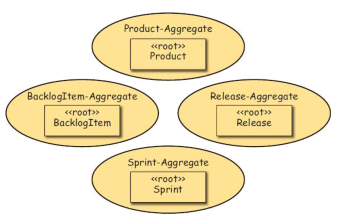 Product-Aggregate
<<root>>
Product
BacklogItem-Aggregate
<<root>>
BacklogItem
Release-Aggregate
<<root>>
Release
Sprint-Aggregate
<<root>>
Sprint